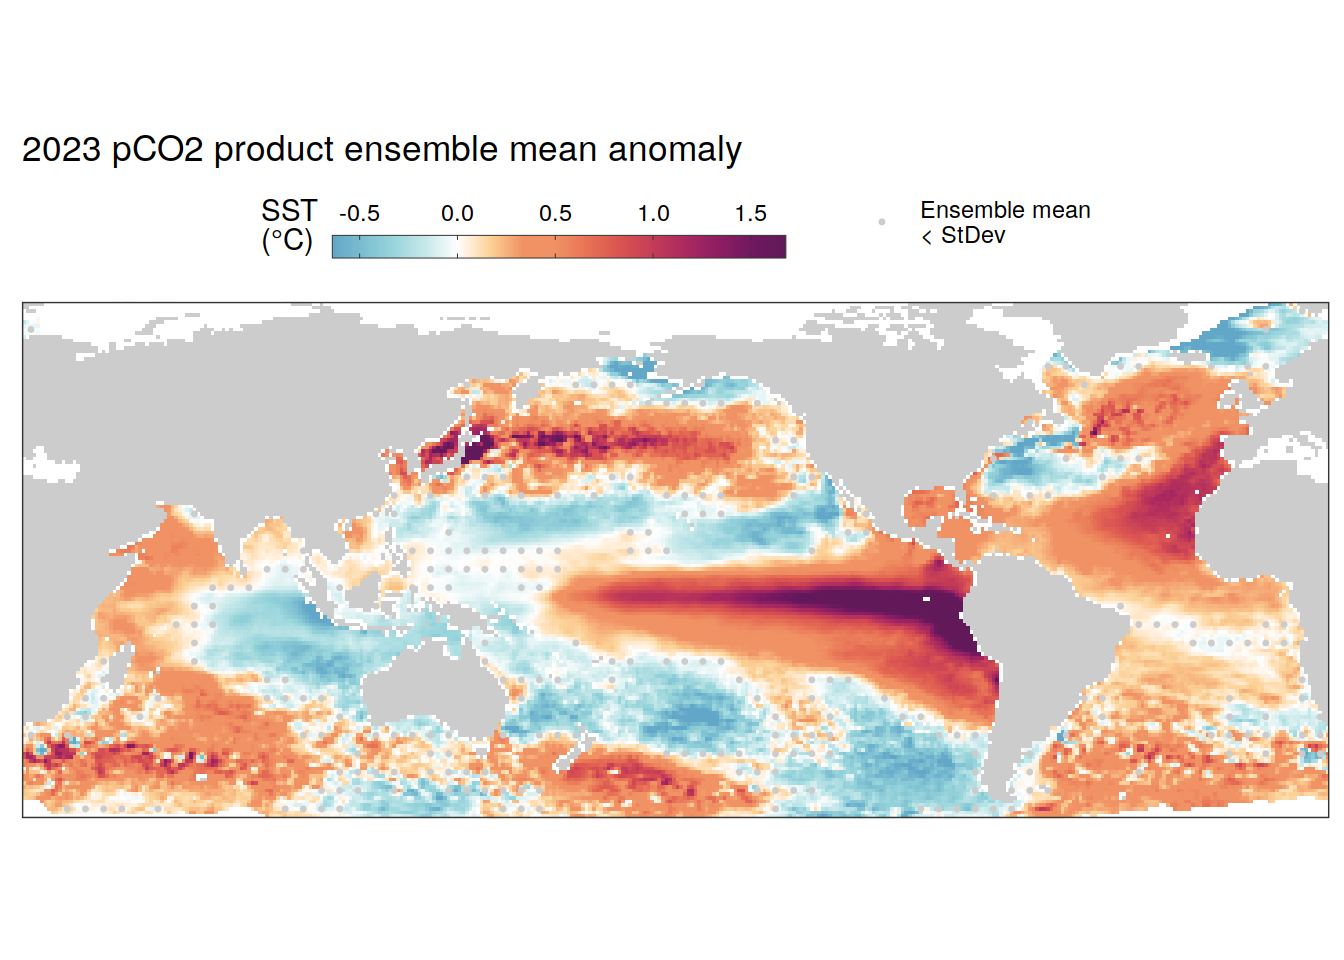 2023 pCO2 product ensemble mean anomaly
SST
(°C)
-0.5 0.0 0.5 1.0 1.5
Ensemble mean
< StDev